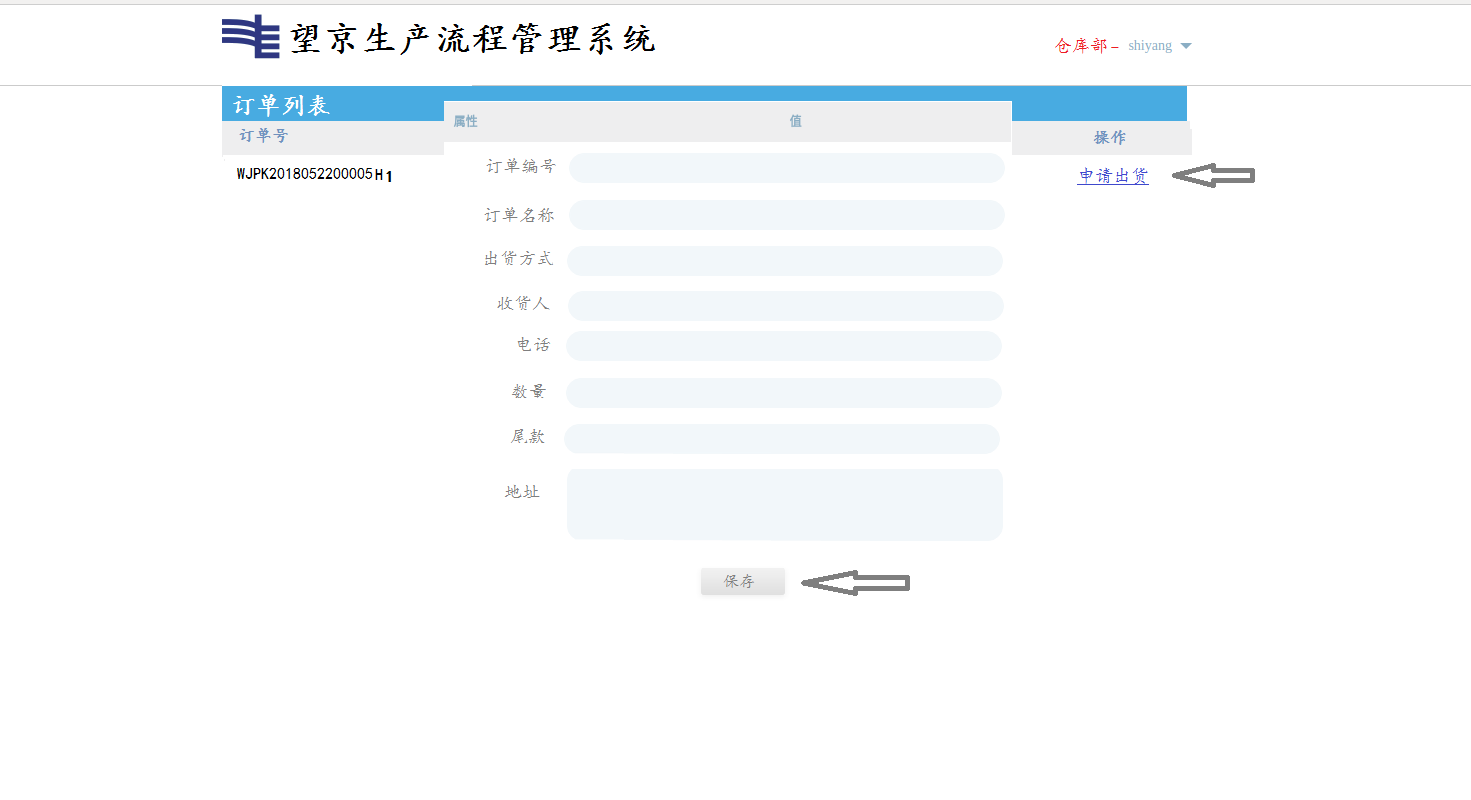 望京生产流程管理系统
仓库部– shiyang
订单列表
订单号
属性 值
操作
WJPK2018052200005H1
申请出货
订单编号
订单名称
出货方式
收货人
电话
数量
尾款
地址
保存